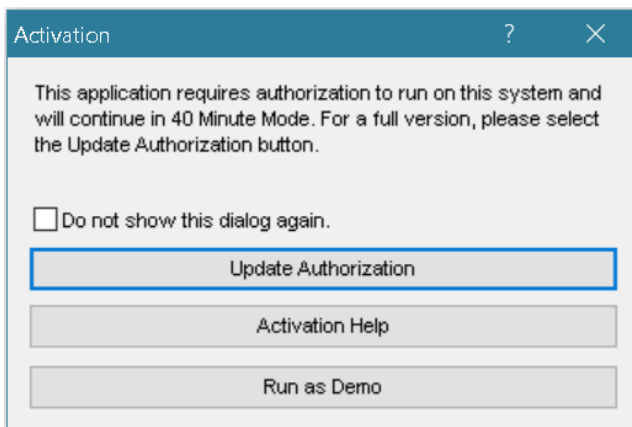 Activation ? ×
This application requires authorization to run on this system and
will continue in 40 Minute Mode. For a full version, please select
the Update Authorization button.
Do not show this dialog again.
Update Authorization
Activation Help
Run as Demo